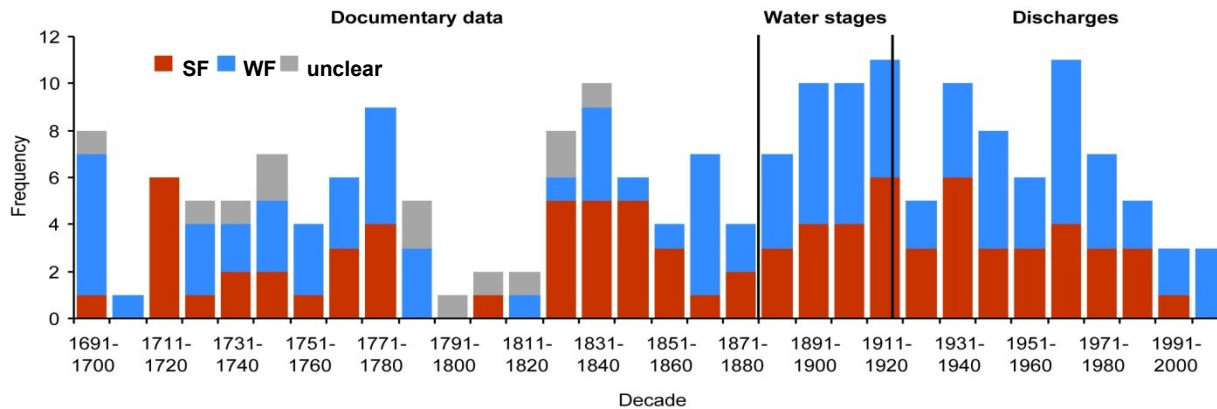 Documentary data Water stages Discharges
12
SF WF unclear
10
8
6
4
2
0
Frequency
1691- 1711- 1731- 1751- 1771- 1791- 1811- 1831- 1851- 1871- 1891- 1911- 1931- 1951- 1971- 1991-
1700 1720 1740 1760 1780 1800 1820 1840 1860 1880 1900 1920 1940 1960 1980 2000
Decade